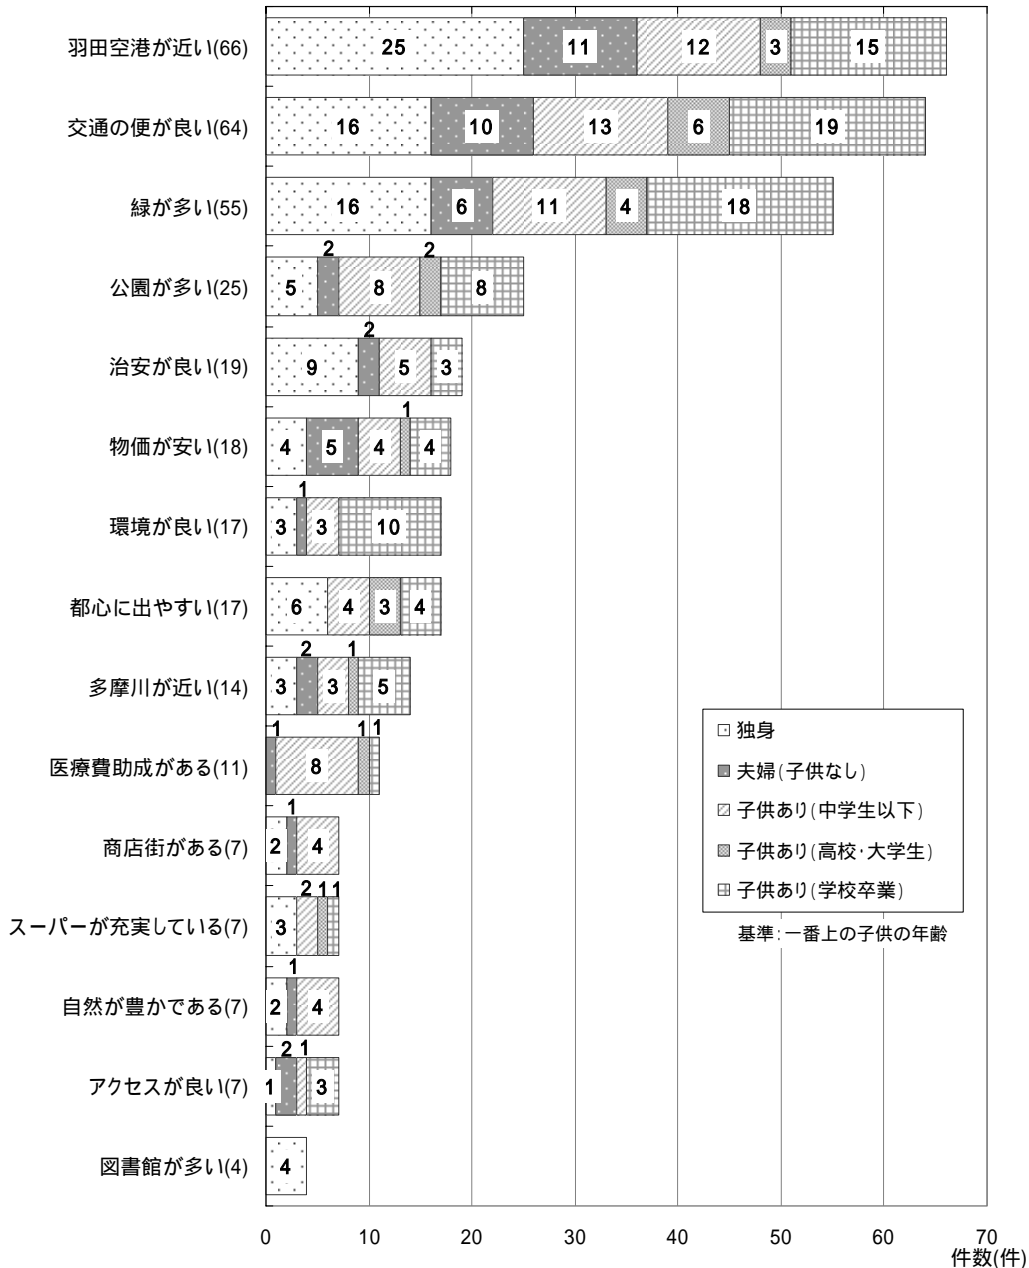 羽田空港が近い(66)
25 11 12 3 15
交通の便が良い(64)
16 10 13 6 19
緑が多い(55)
16 6 11 4 18
2 2
公園が多い(25)
5 8 8
2
治安が良い(19)
9 5 3
1
物価が安い(18)
4 5 4 4
1
環境が良い(17)
3 3 10
都心に出やすい(17)
6 4 3 4
2 1
多摩川が近い(14)
3 3 5
1 1 1
医療費助成がある(11)
8
1
商店街がある(7)
2 4
2 1 1
スーパーが充実している(7)
3
1
自然が豊かである(7)
2 4
2 1
アクセスが良い(7)
1 3
図書館が多い(4)
4
独身
夫婦(子供なし)
子供あり(中学生以下)
子供あり(高校・大学生)
子供あり(学校卒業)
基準:一番上の子供の年齢
0 10 20 30 40 50 60 70
件数(件)